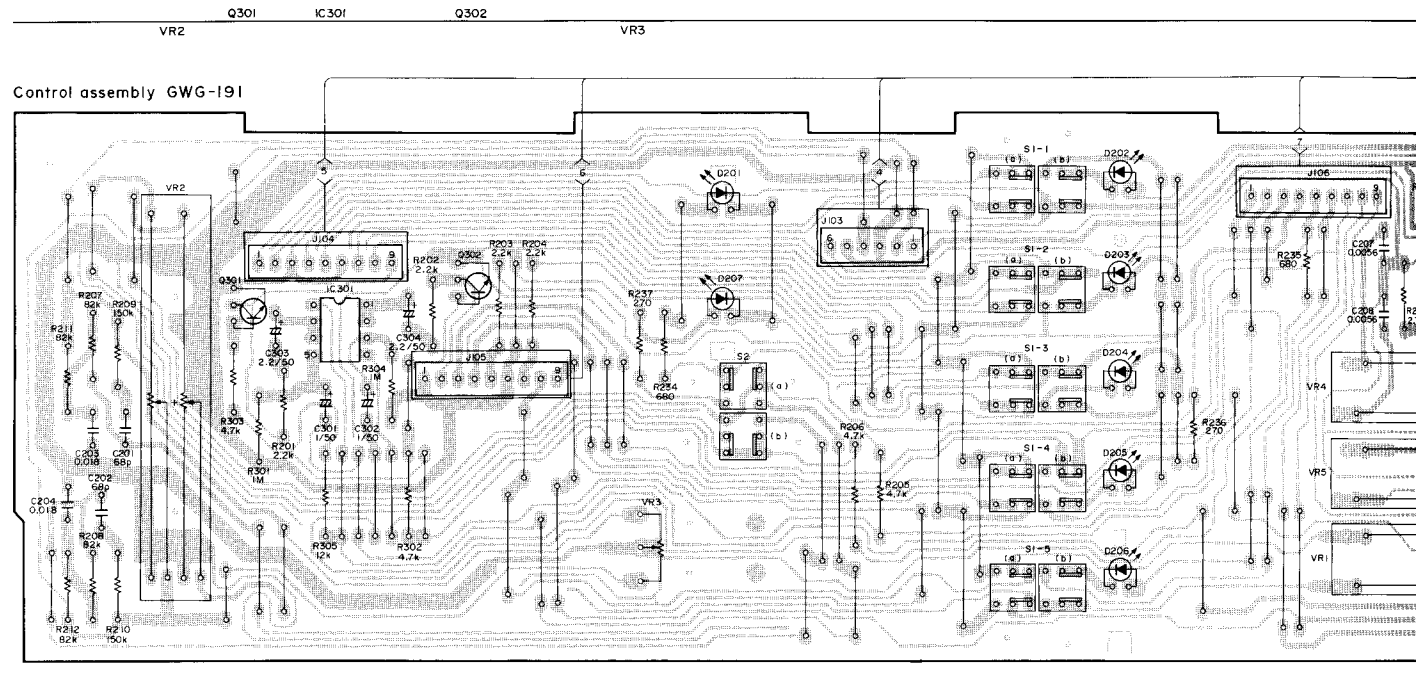 Q301 IC301 Q302
VR2 VR3
Control assembly GWG-191
5
6
4
7
S1-1
(a) (b)
D202
D201
J106
1 9
VR2
J103
6 1
J104
1 9
R203
2.2k
R204
2.2k
Q302
R202
2.2k
S1-2
(a) (b)
D203
C207
0.0056
R235
680
Q301
IC301
D207
R207
82k
R209
150k
R237
270
R211
82k
C303
2.2/50
C304
2.2/50
C208
0.0056
5
J105
1 9
R304
1M
S2
(a)
(b)
R234
680
S1-3
(a) (b)
D204
VR4
R303
4.7k
C301
1/50
C302
1/50
R206
4.7k
R236
270
C203
0.018
C201
68p
R201
2.2k
R301
1M
S1-4
(a) (b)
D205
VR5
C202
68p
C204
0.018
R205
4.7k
VR3
R208
82k
R305
12k
R302
4.7k
S1-5
(a) (b)
D206
VR1
R212
82k
R210
150k